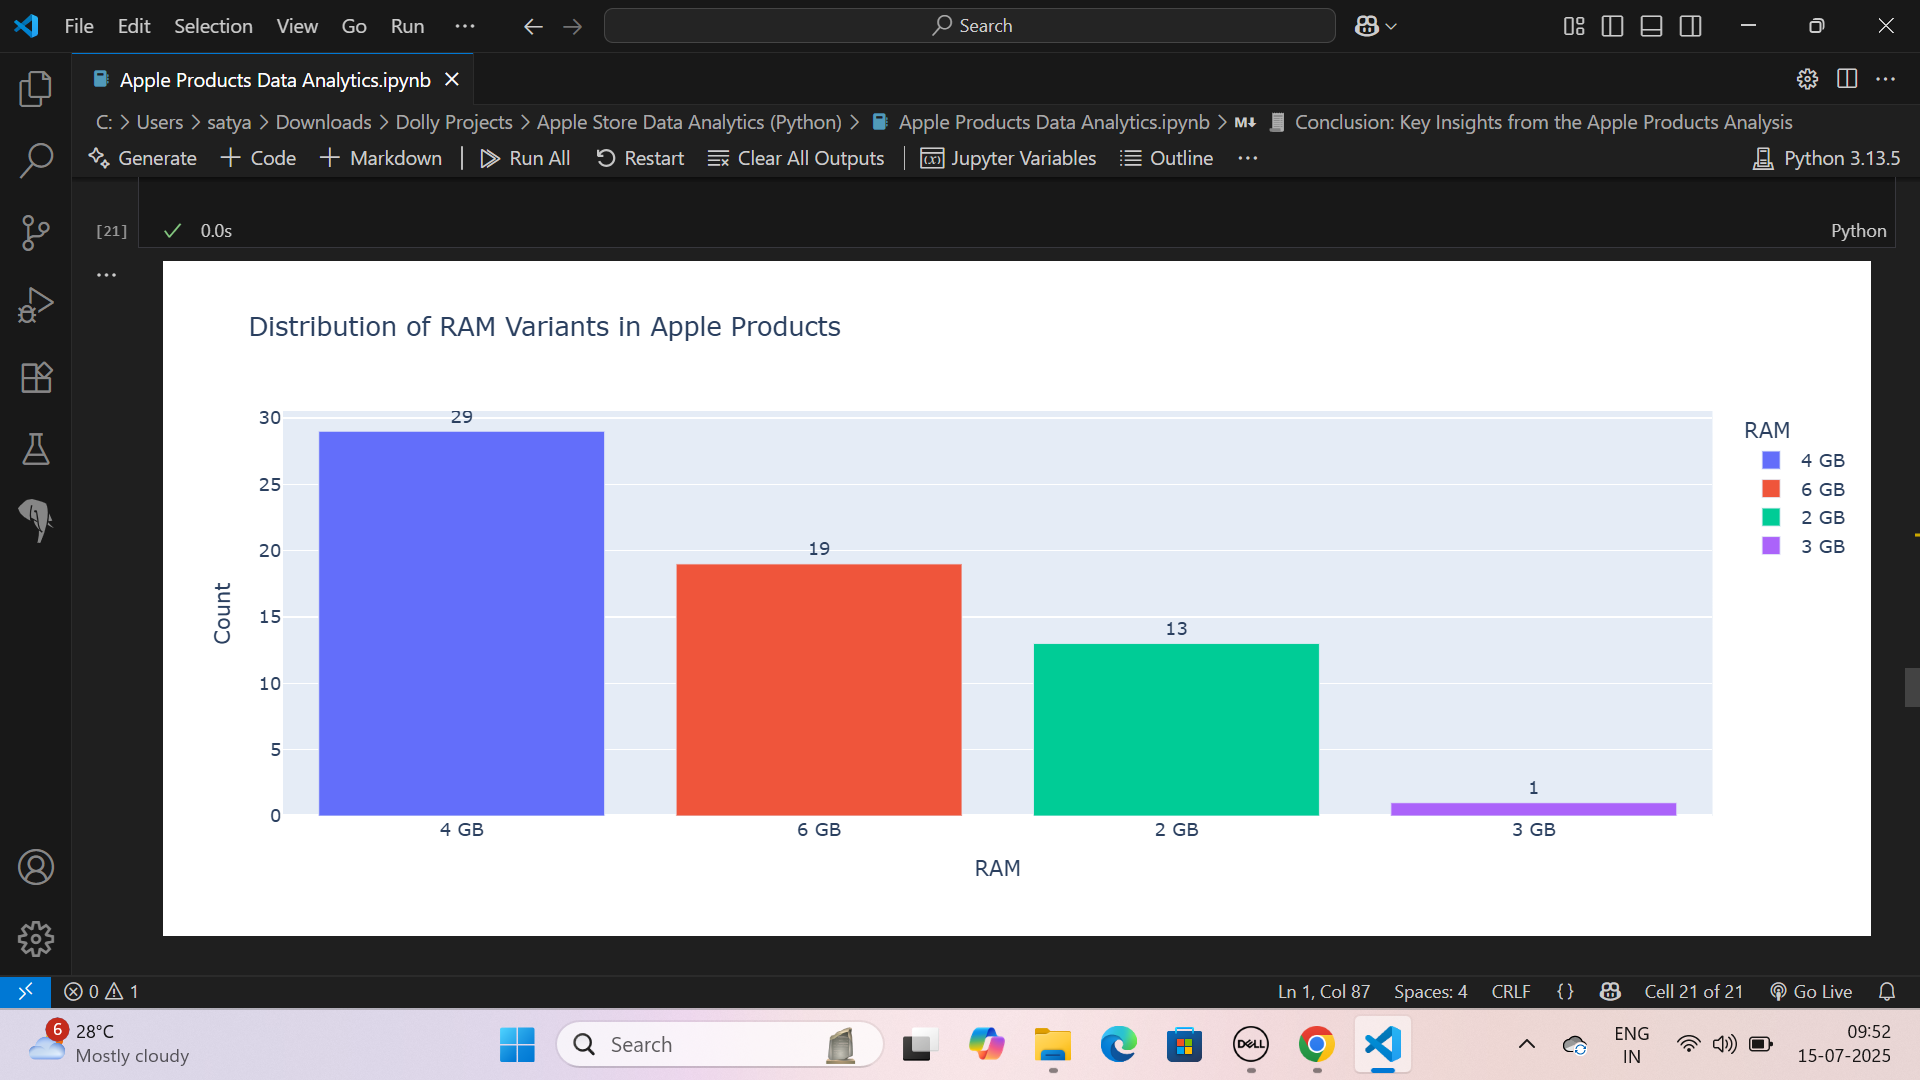 File Edit Selection View Go Run ··· Search
Apple Products Data Analytics.ipynb
C: > Users > satya > Downloads > Dolly Projects > Apple Store Data Analytics (Python) > Apple Products Data Analytics.ipynb > M↓ Conclusion: Key Insights from the Apple Products Analysis
Generate + Code + Markdown | Run All Restart Clear All Outputs | Jupyter Variables Outline ··· Python 3.13.5
[21] 0.0s Python
Distribution of RAM Variants in Apple Products
30
25
20
15
10
5
0
Count
29
19
13
1
4 GB 6 GB 2 GB 3 GB
RAM
RAM
4 GB
6 GB
2 GB
3 GB
0 1 Ln 1, Col 87 Spaces: 4 CRLF {} Cell 21 of 21 Go Live
6 28°C
Mostly cloudy
Search
DELL
ENG
IN
09:52
15-07-2025